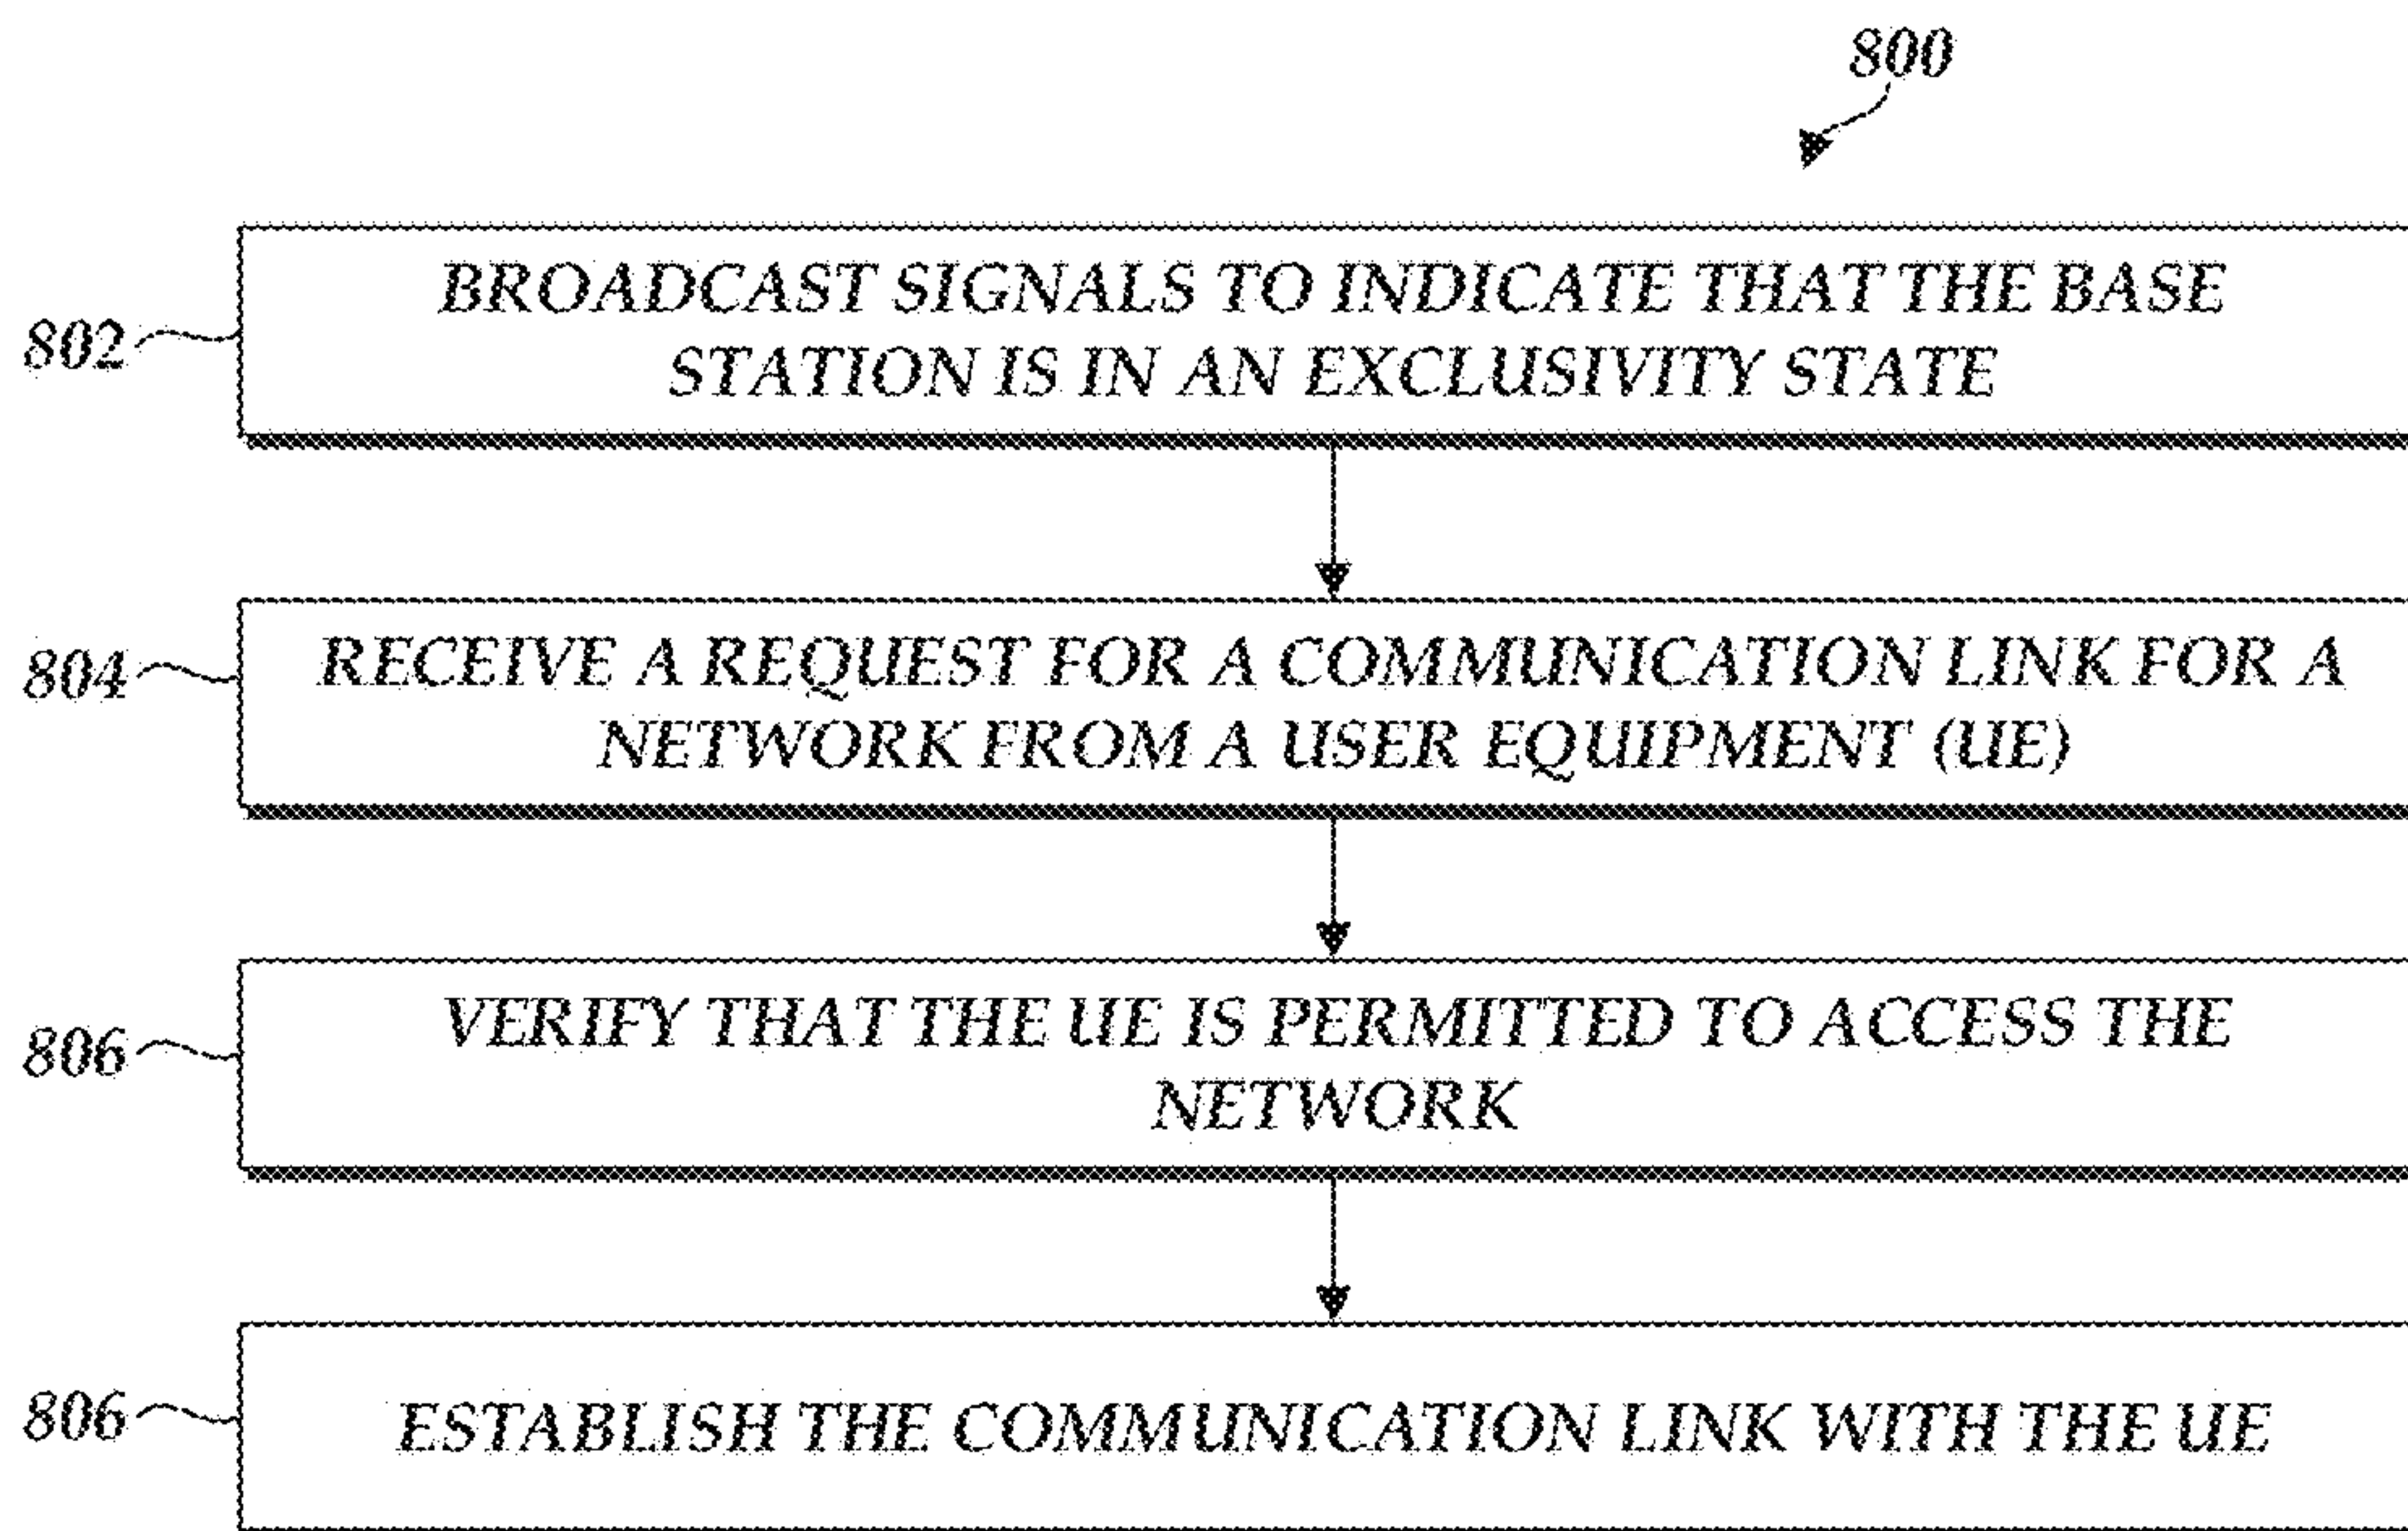 800
802
BROADCAST SIGNALS TO INDICATE THAT THE BASE
STATION IS IN AN EXCLUSIVITY STATE
804
RECEIVE A REQUEST FOR A COMMUNICATION LINK FOR A
NETWORK FROM A USER EQUIPMENT (UE)
806
VERIFY THAT THE UE IS PERMITTED TO ACCESS THE
NETWORK
806
ESTABLISH THE COMMUNICATION LINK WITH THE UE